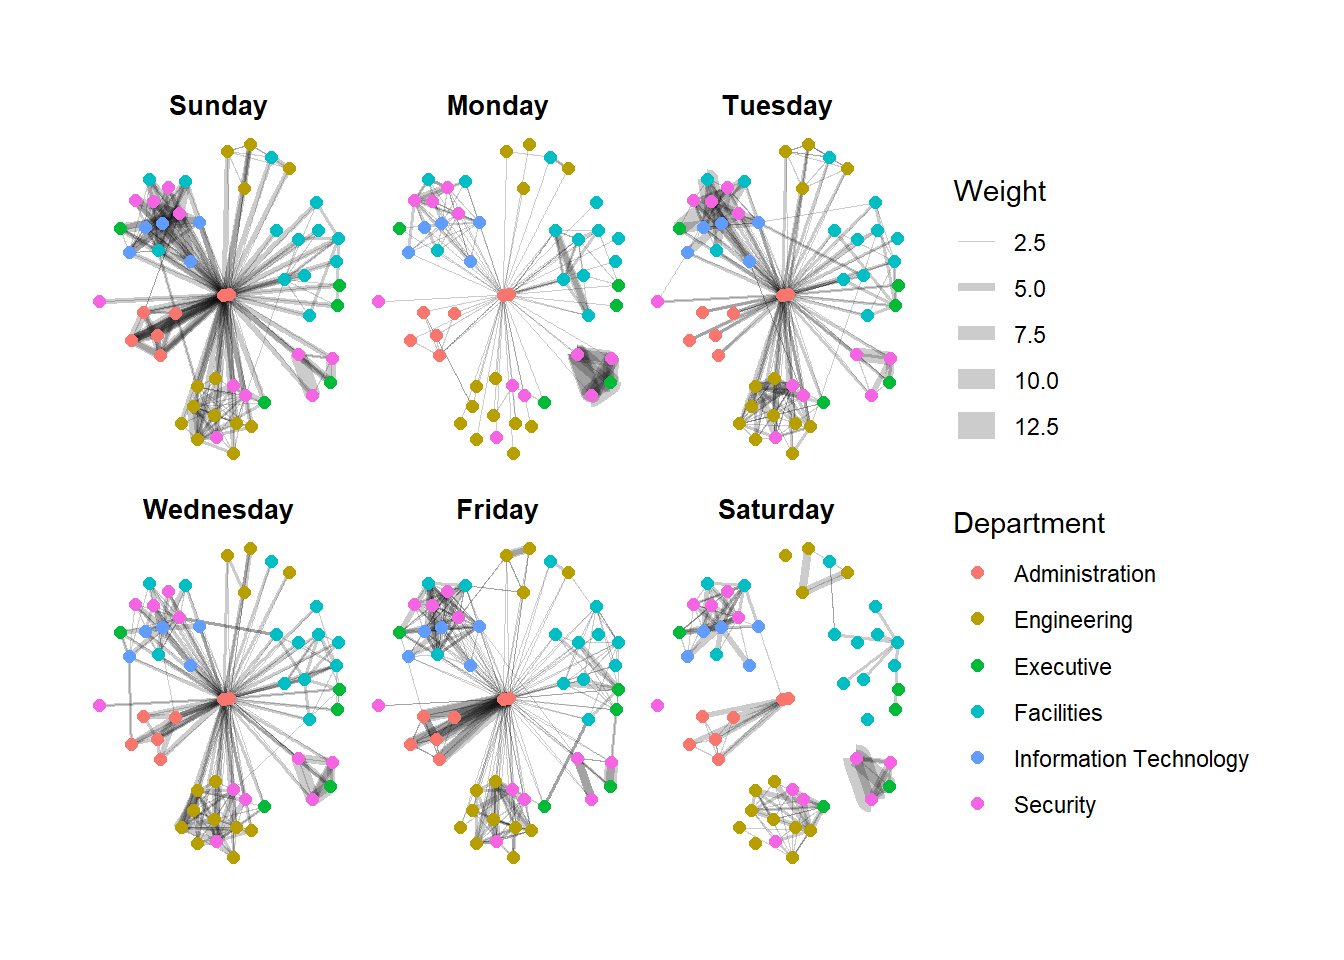 Sunday
Monday
Tuesday
Wednesday
Friday
Saturday
Weight
2.5
5.0
7.5
10.0
12.5
Department
Administration
Engineering
Executive
Facilities
Information Technology
Security